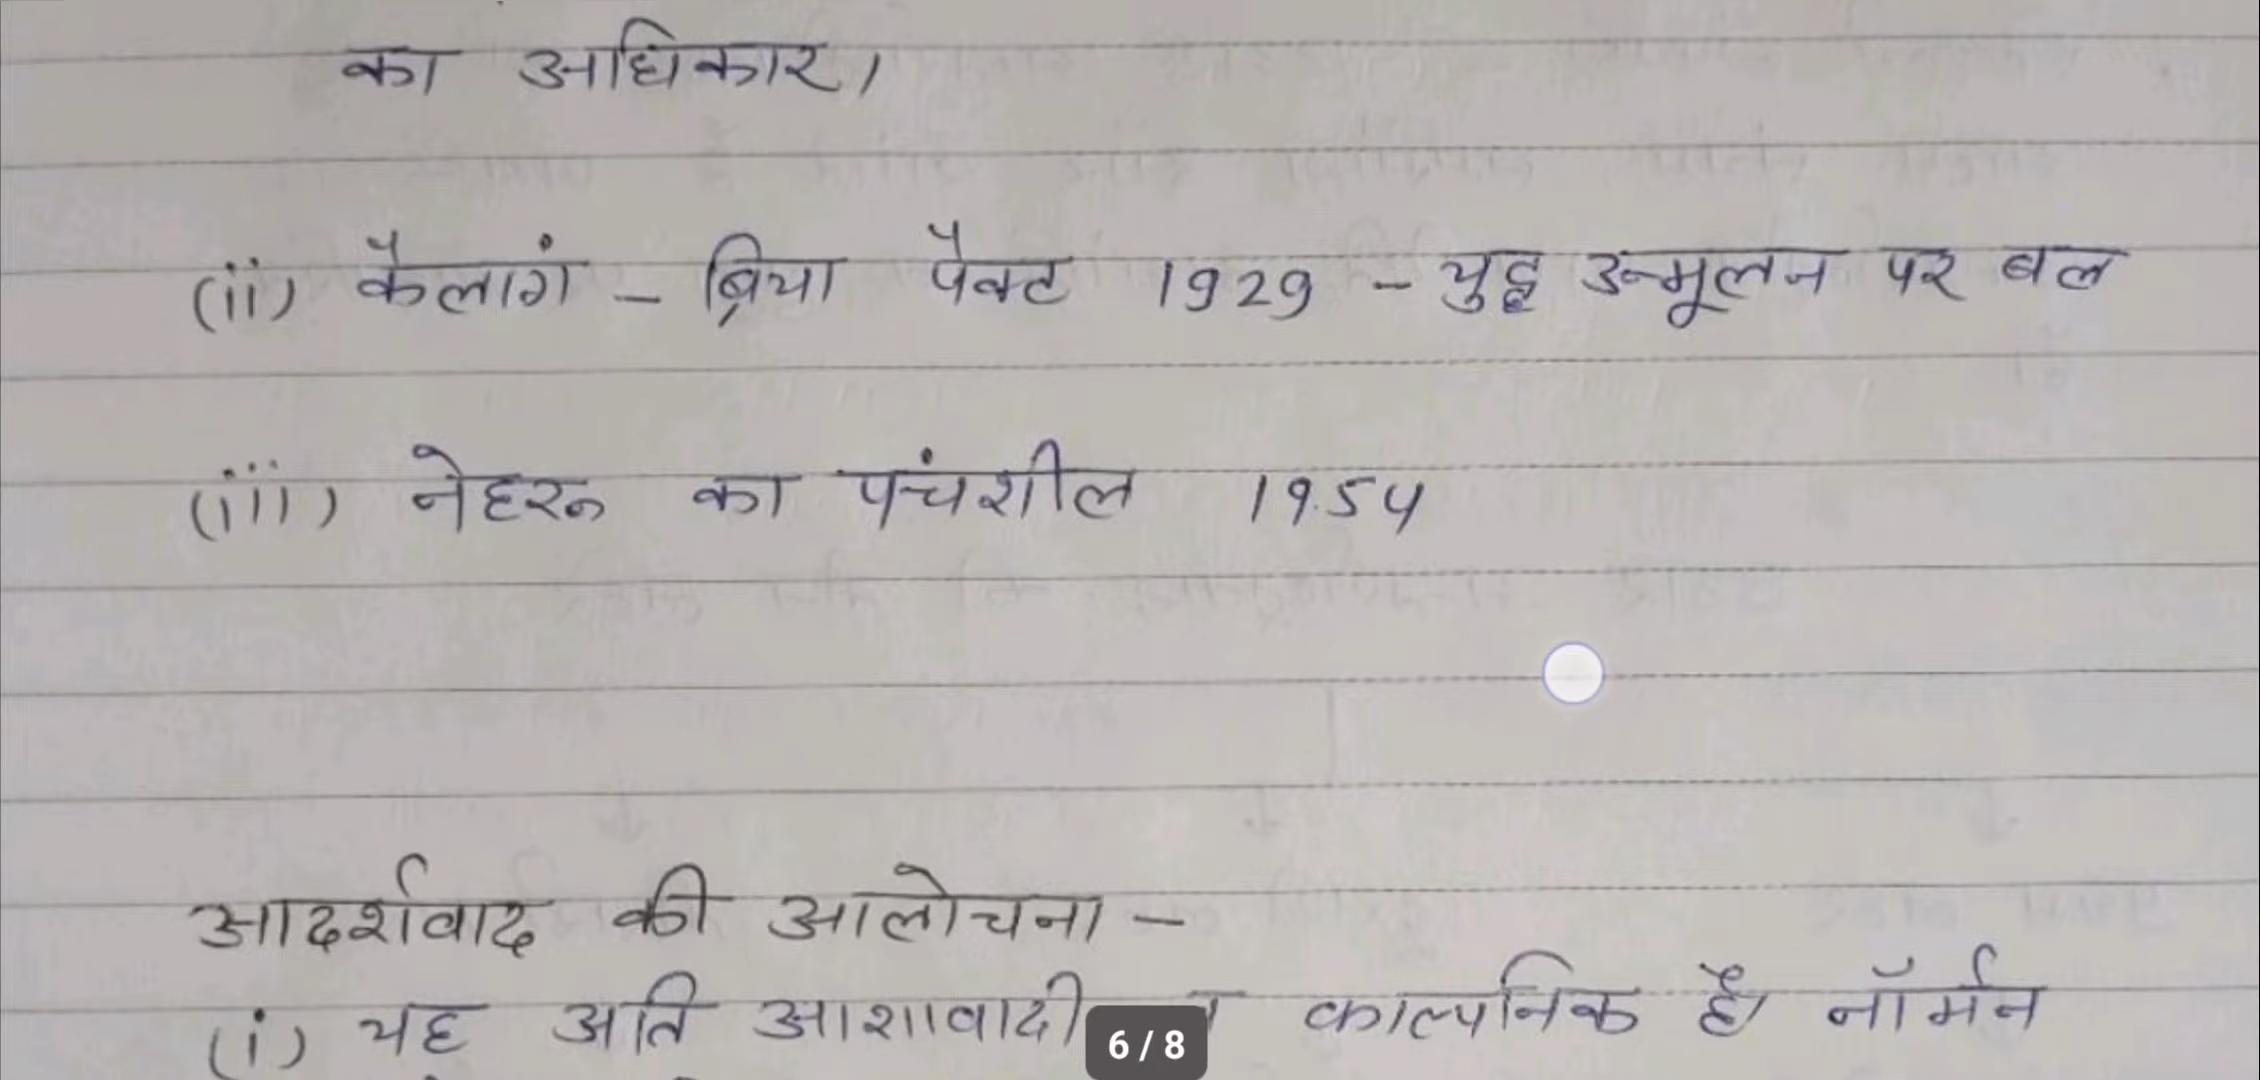 का अधिकार।
(ii) कैलागं - ब्रिया पैक्ट 1929 - युद्ध उन्मूलन पर बल
(iii) नेहरू का पचंशील 1954
आदर्शवाद की आलोचना -
(i) यह अति आशावादी काल्पनिक है। नॉर्मन
6 / 8